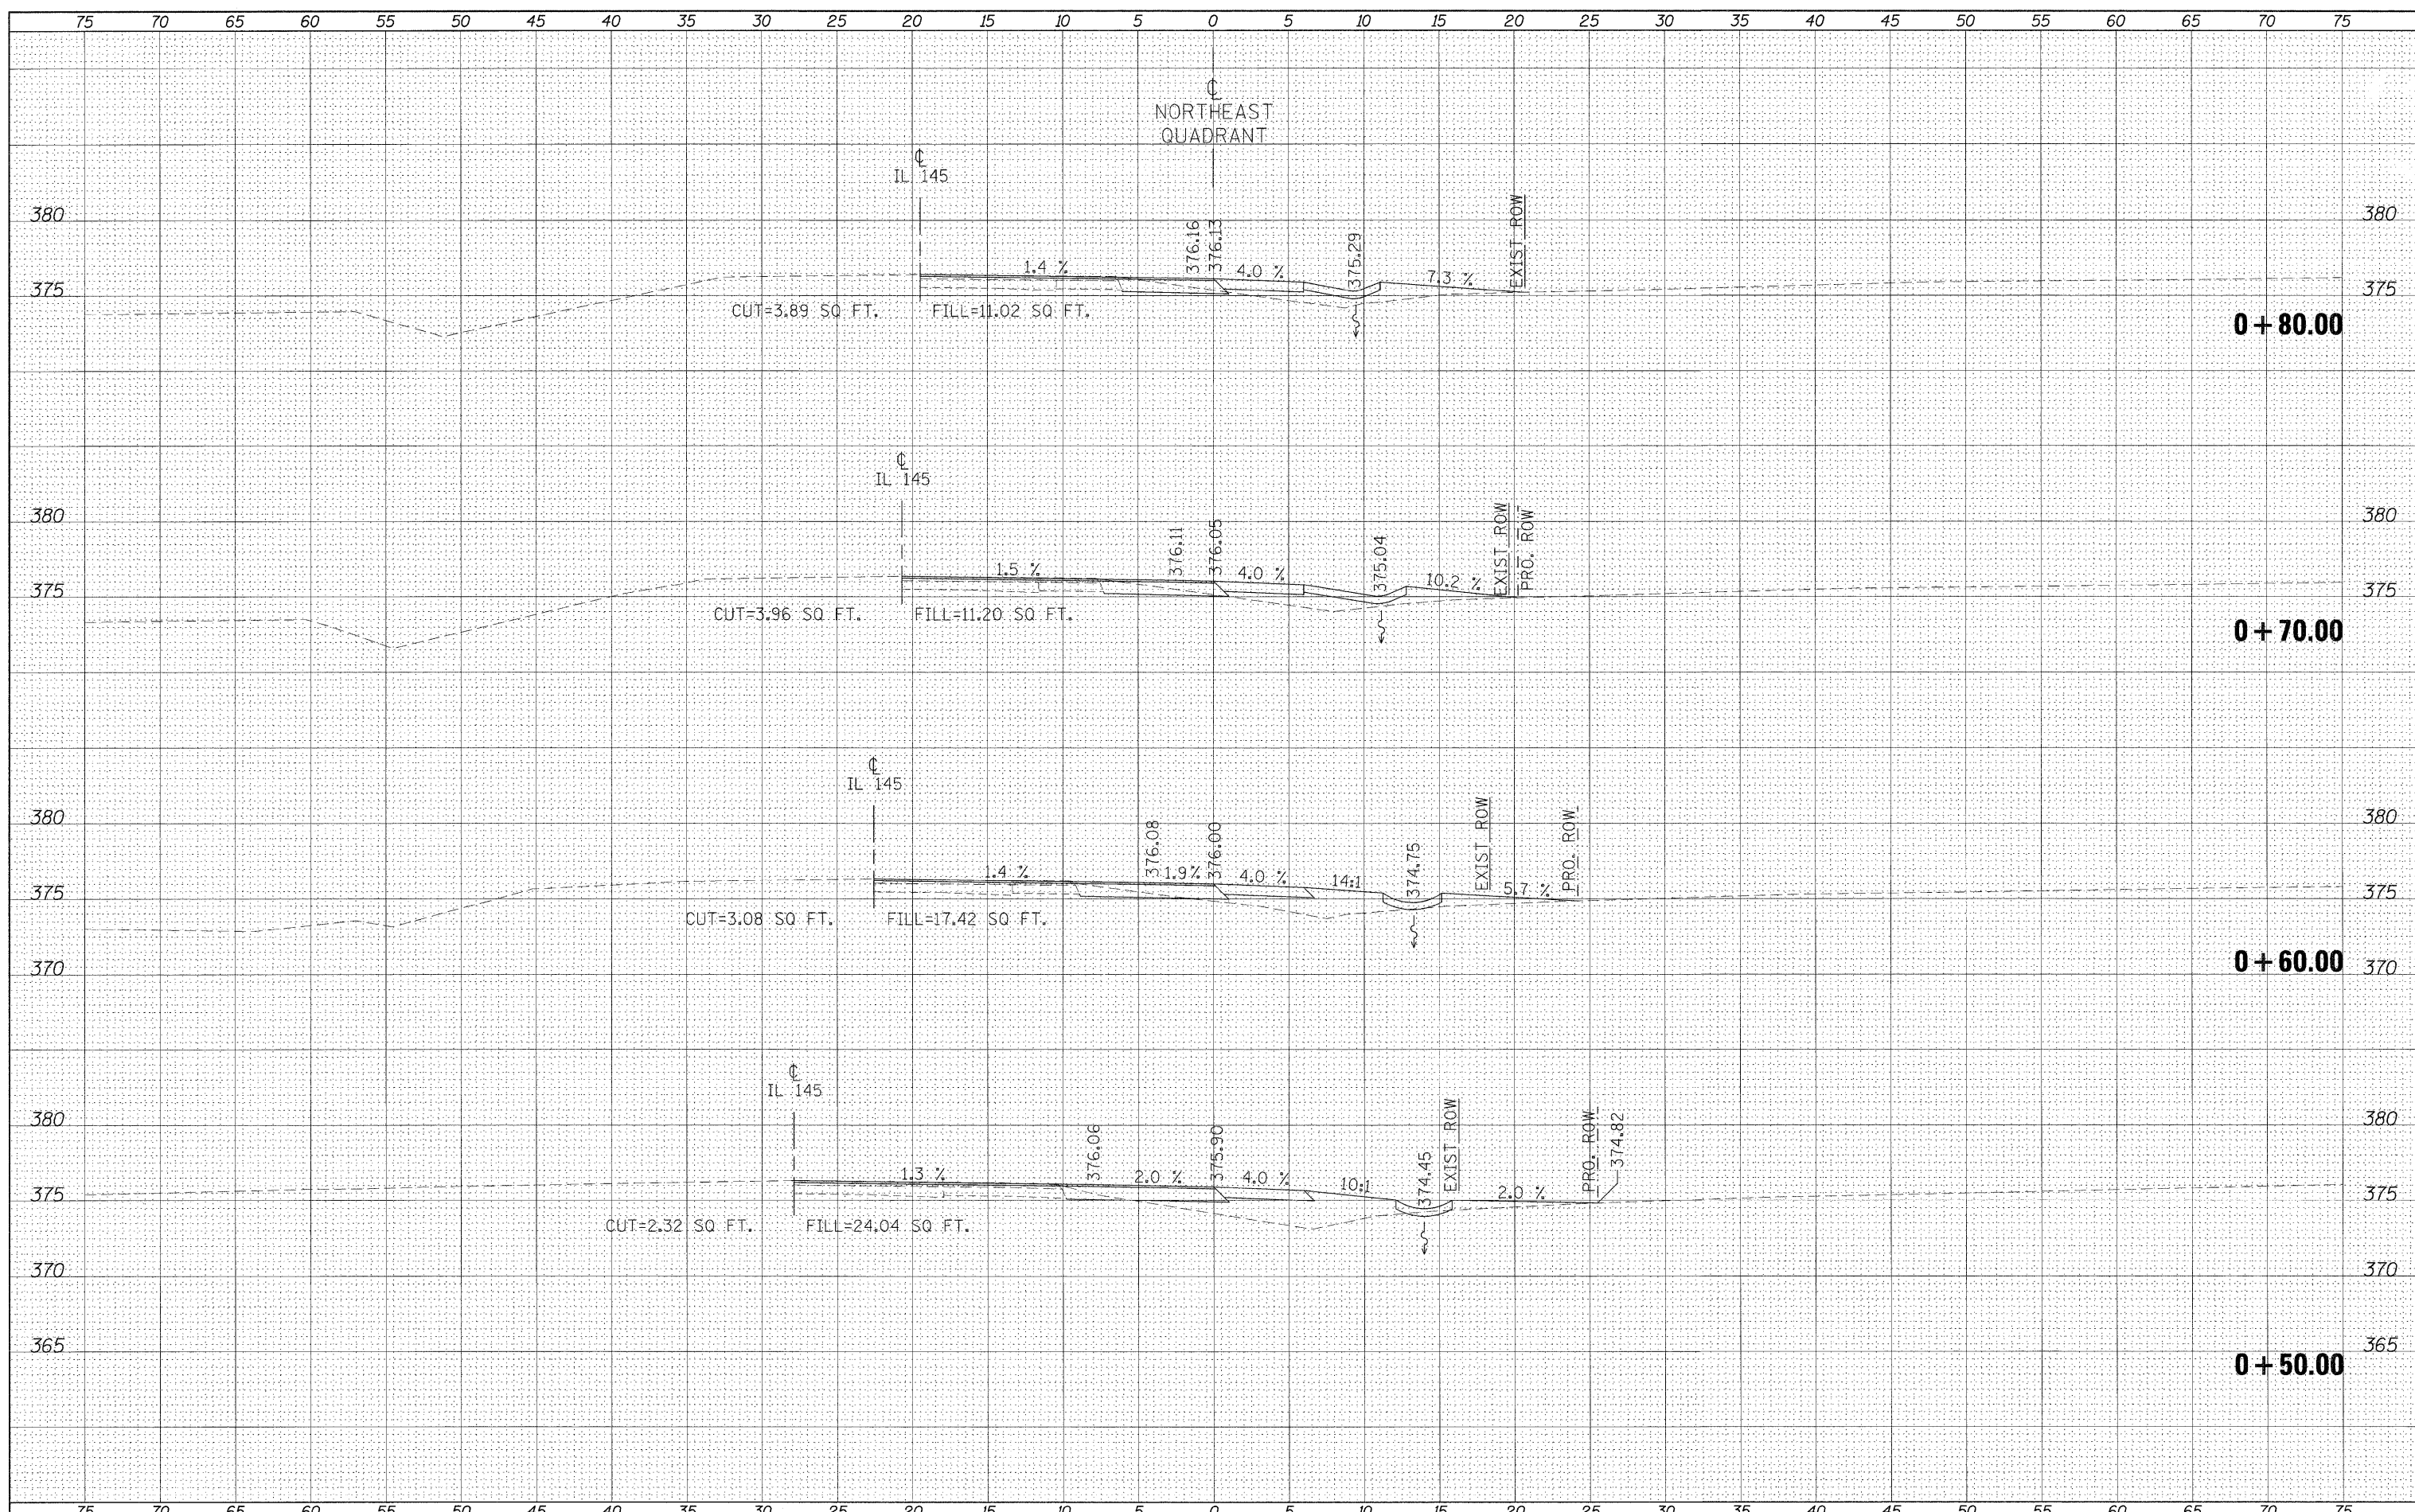 75 70 65 60 55 50 45 40 35 30 25 20 15 10 5 0 5 10 15 20 25 30 35 40 45 50 55 60 65 70 75
℄
NORTHEAST
QUADRANT
℄
IL 145
380 376.16 376.13 375.29 EXIST ROW 380
1.4 % 4.0 % 7.3 %
375 375
CUT=3.89 SQ FT. FILL=11.02 SQ FT.
0+80.00
℄
IL 145
380 376.11 376.05 375.04 EXIST ROW PRO. ROW 380
1.5 % 4.0 % 10.2 %
375 375
CUT=3.96 SQ FT. FILL=11.20 SQ FT.
0+70.00
℄
IL 145
380 376.08 376.00 374.75 EXIST ROW PRO. ROW 380
1.4 % 1.9% 4.0 % 14:1 5.7 %
375 375
CUT=3.08 SQ FT. FILL=17.42 SQ FT.
370 0+60.00 370
℄
IL 145
380 376.06 375.90 374.45 EXIST ROW PRO. ROW 374.82 380
1.3 % 2.0 % 4.0 % 10:1 2.0 %
375 375
CUT=2.32 SQ FT. FILL=24.04 SQ FT.
370 370
365 365
0+50.00
75 70 65 60 55 50 45 40 35 30 25 20 15 10 5 0 5 10 15 20 25 30 35 40 45 50 55 60 65 70 75